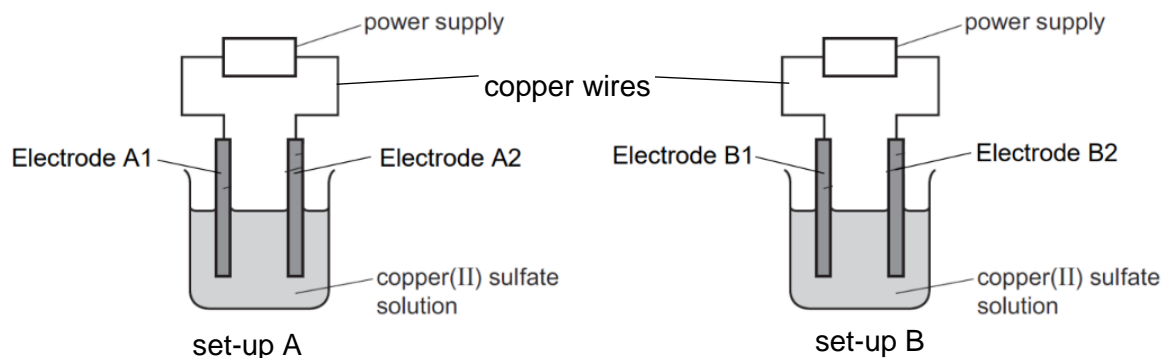 power supply
copper wires
Electrode A1
Electrode A2
copper(II) sulfate
solution
set-up A
power supply
Electrode B1
Electrode B2
copper(II) sulfate
solution
set-up B